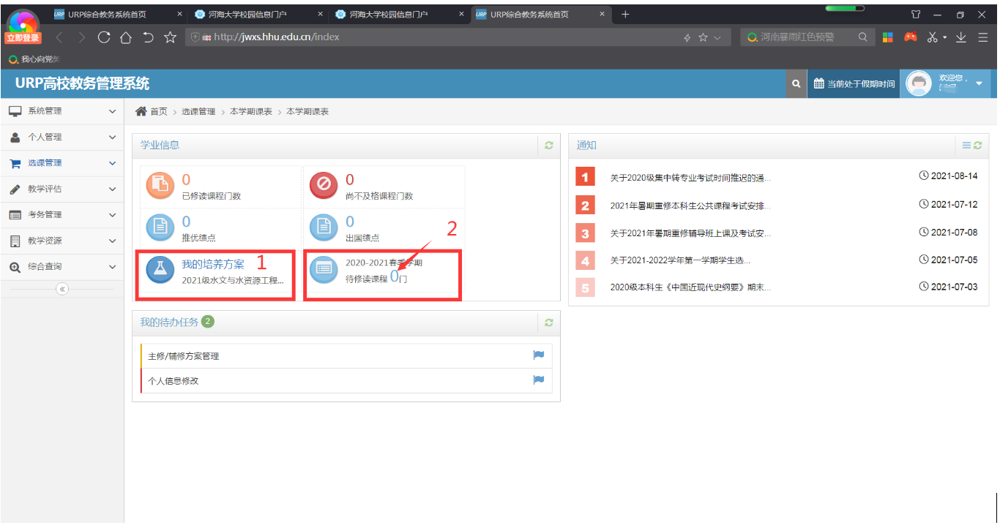 URP URP综合教务系统首页
河海大学校园信息门户
河海大学校园信息门户
URP URP综合教务系统首页
立即登录
http://jwxs.hhu.edu.cn/index
河南暴雨红色预警
我心向党
URP高校教务管理系统
当前处于假期时间
欢迎您，
系统管理
个人管理
选课管理
教学评估
考务管理
教学资源
综合查询
首页 > 选课管理 > 本学期课表 > 本学期课表
学业信息
0
已修读课程门数
0
尚不及格课程门数
0
推优绩点
0
出国绩点
2
我的培养方案 1
2021级水文与水资源工程...
2020-2021春季学期
待修读课程 0门
我的待办任务 2
主修/辅修方案管理
个人信息修改
通知
1 关于2020级集中转专业考试时间推迟的通... 2021-08-14
2 2021年暑期重修本科生公共课程考试安排... 2021-07-12
3 关于2021年暑期重修辅导班上课及考试安... 2021-07-08
4 关于2021-2022学年第一学期学生选... 2021-07-05
5 2020级本科生《中国近现代史纲要》期末... 2021-07-03